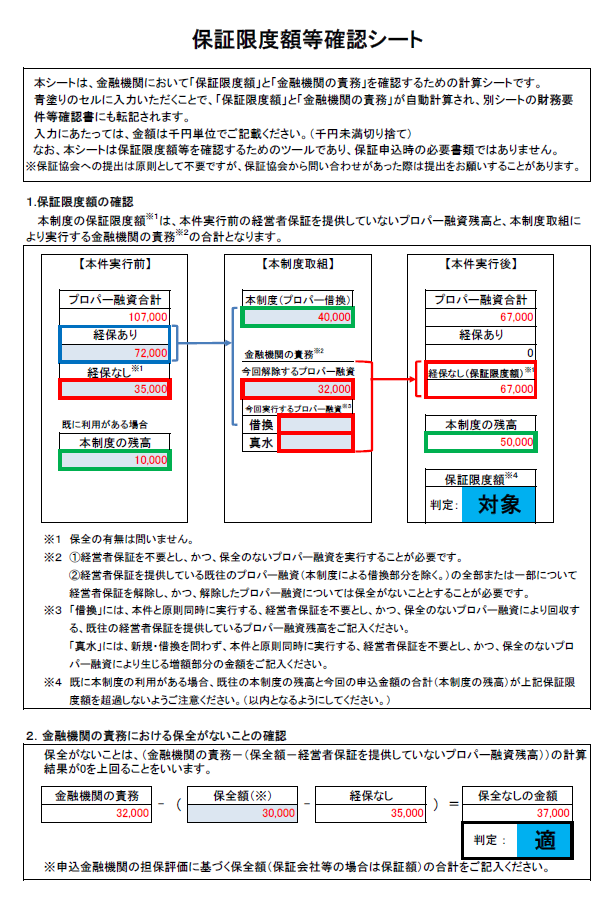 保証限度額等確認シート
本シートは、金融機関において「保証限度額」と「金融機関の責務」を確認するための計算シートです。
青塗りのセルに入力いただくことで、「保証限度額」と「金融機関の責務」が自動計算され、別シートの財務要
件等確認書にも転記されます。
入力にあたっては、金額は千円単位でご記載ください。（千円未満切り捨て）
なお、本シートは保証限度額等を確認するためのツールであり、保証申込時の必要書類ではありません。
※保証協会への提出は原則として不要ですが、保証協会から問い合わせがあった際は提出をお願いすることがあります。
1.保証限度額の確認
本制度の保証限度額※1は、本件実行前の経営者保証を提供していないプロパー融資残高と、本制度取組に
より実行する金融機関の責務※2の合計となります。
【本件実行前】
プロパー融資合計
107,000
経保あり
72,000
経保なし※1
35,000
既に利用がある場合
本制度の残高
10,000
【本制度取組】
本制度（プロパー借換）
40,000
金融機関の責務※2
今回解除するプロパー融資
32,000
今回実行するプロパー融資※3
借換
真水
【本件実行後】
プロパー融資合計
67,000
経保あり
0
経保なし（保証限度額）※1
67,000
本制度の残高
50,000
保証限度額※4
判定： 対象
※1 保全の有無は問いません。
※2 ①経営者保証を不要とし、かつ、保全のないプロパー融資を実行することが必要です。
②経営者保証を提供している既往のプロパー融資（本制度による借換部分を除く。）の全部または一部について
経営者保証を解除し、かつ、解除したプロパー融資については保全がないこととすることが必要です。
※3 「借換」には、本件と原則同時に実行する、経営者保証を不要とし、かつ、保全のないプロパー融資により回収す
る、既往の経営者保証を提供しているプロパー融資残高をご記入ください。
「真水」には、新規・借換を問わず、本件と原則同時に実行する、経営者保証を不要とし、かつ、保全のないプロ
パー融資により生じる増額部分の金額をご記入ください。
※4 既に本制度の利用がある場合、既往の本制度の残高と今回の申込金額の合計（本制度の残高）が上記保証限
度額を超過しないようご注意ください。（以内となるようにしてください。）
2．金融機関の責務における保全がないことの確認
保全がないことは、（金融機関の責務－（保全額－経営者保証を提供していないプロパー融資残高））の計算
結果が0を上回ることをいいます。
金融機関の責務 保全額（※） 経保なし 保全なしの金額
32,000 - （ 30,000 - 35,000 ） ＝ 37,000
判定： 適
※申込金融機関の担保評価に基づく保全額（保証会社等の場合は保証額）の合計をご記入ください。